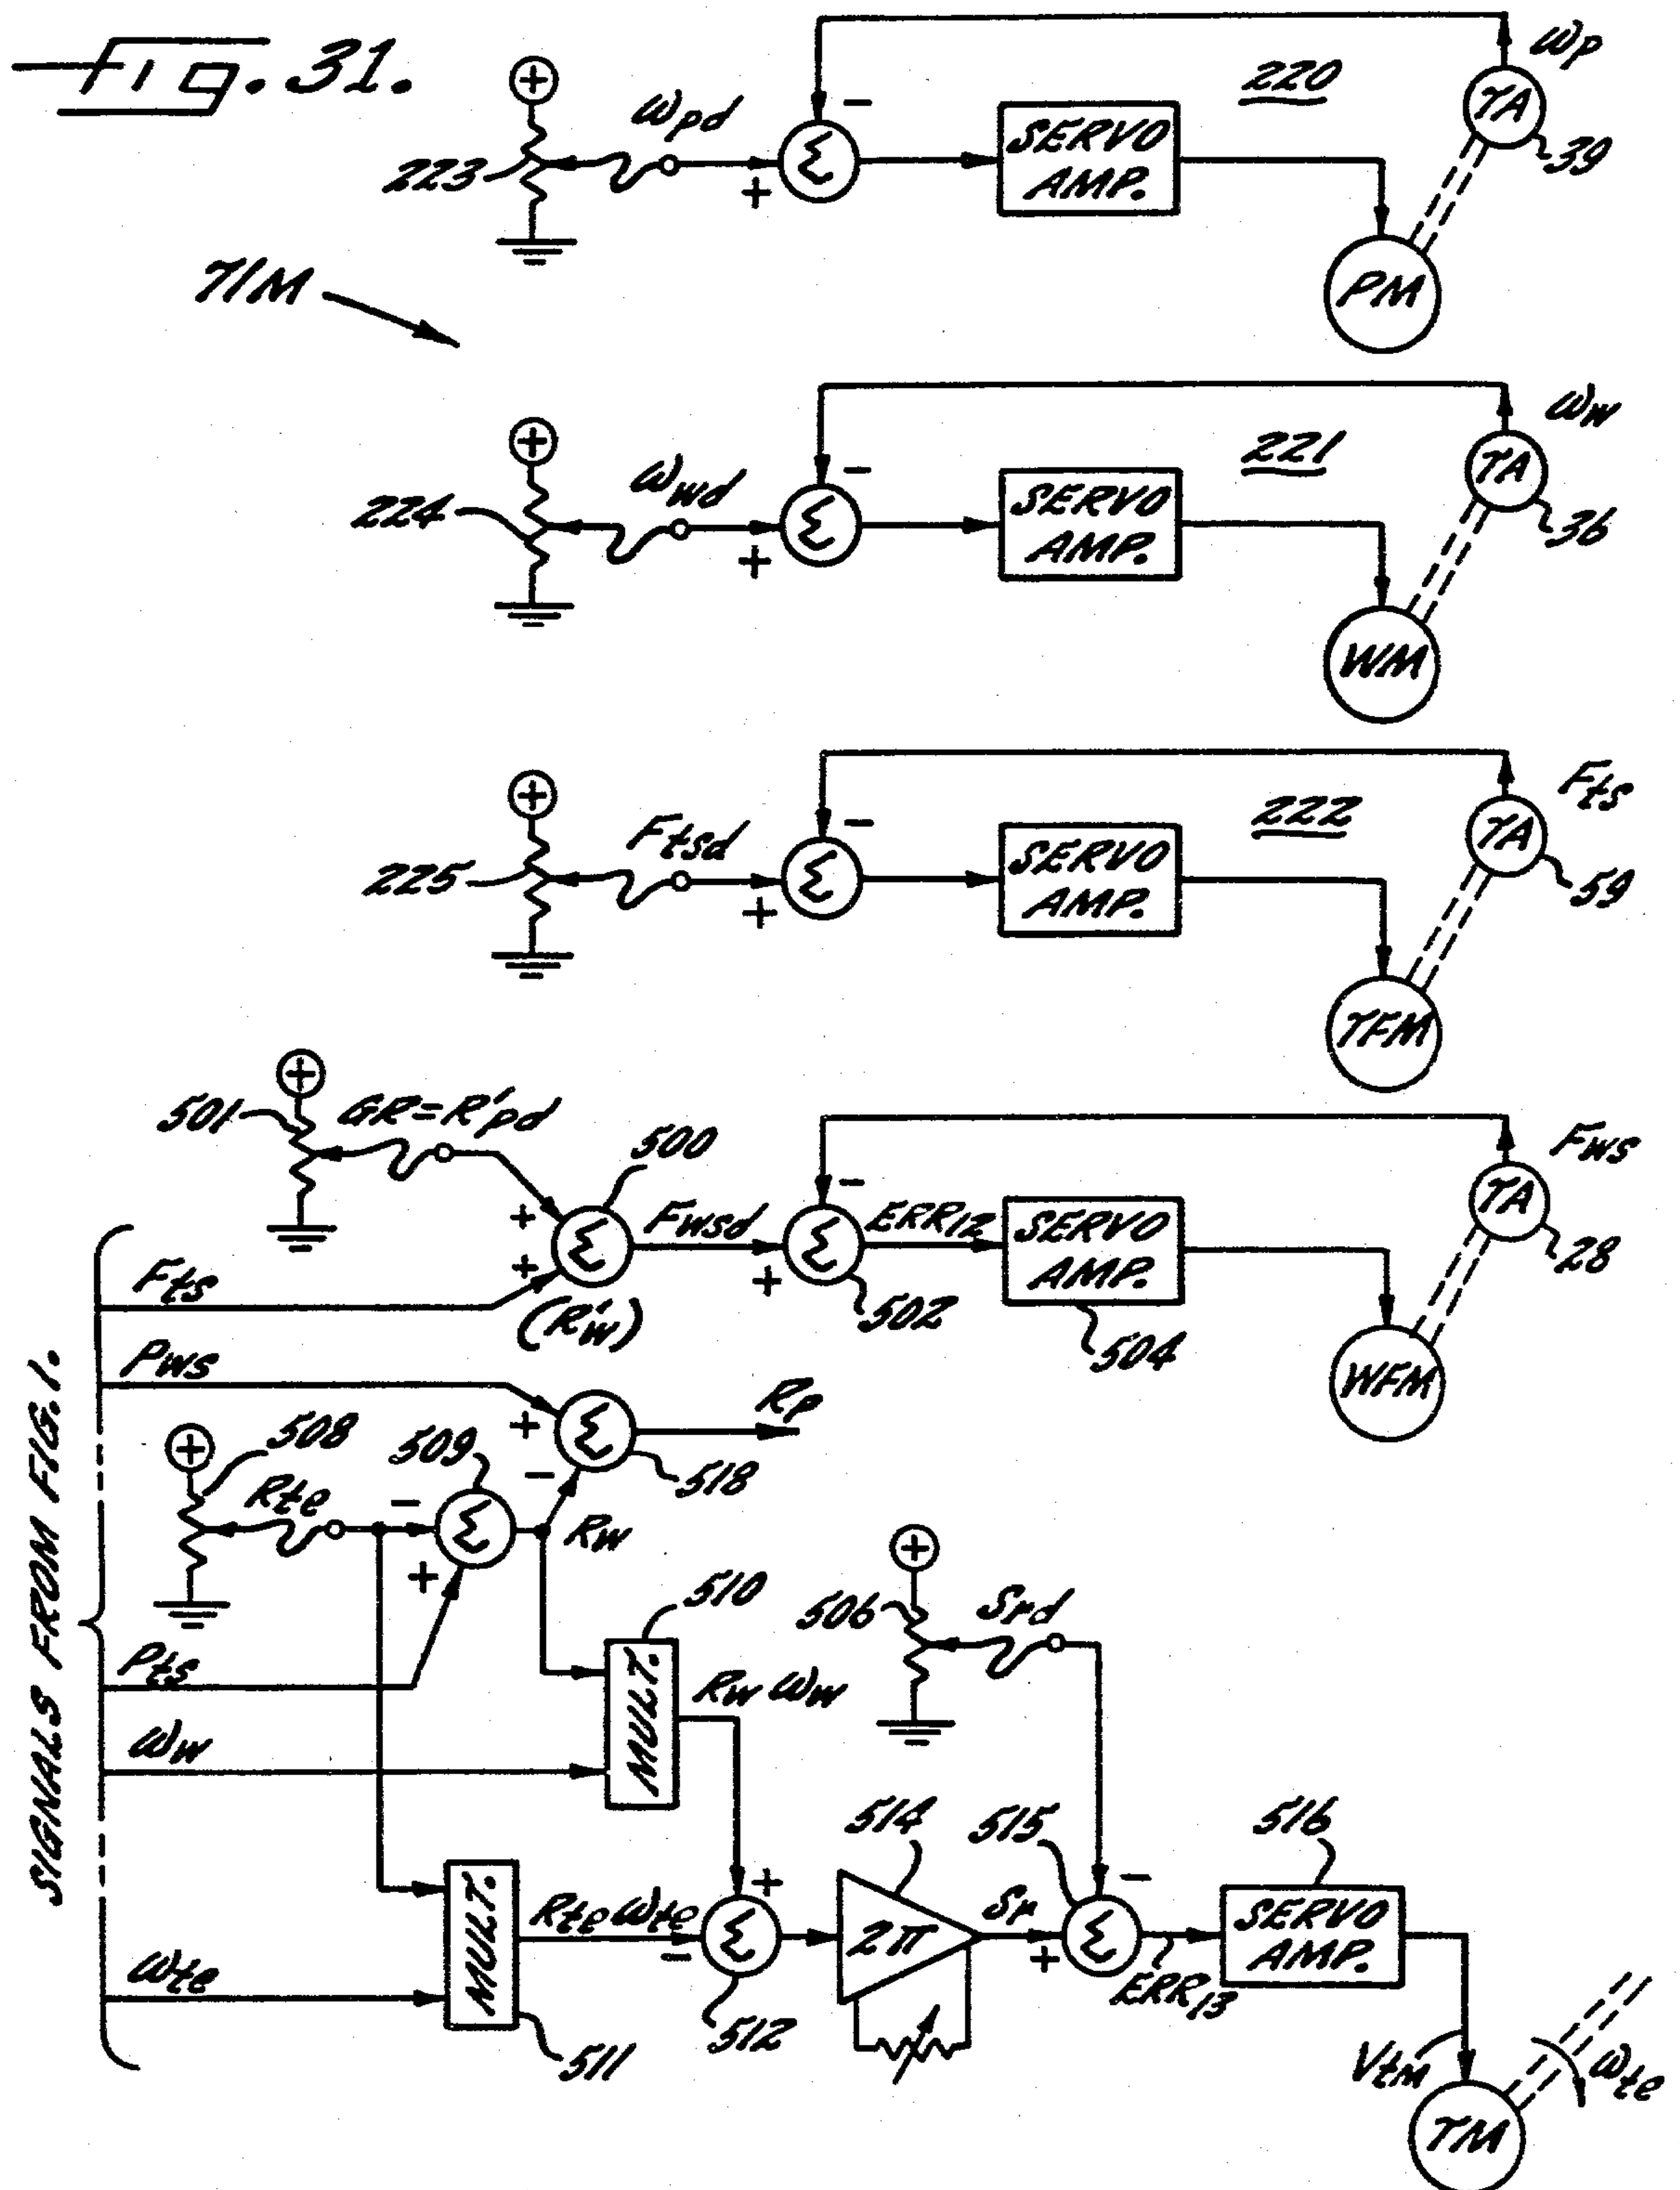 Fig. 31.
+
ωp
ωpd
−
220
TA
223
Σ
SERVO
AMP.
39
+
PM
71M
ωw
+
ωwd
−
221
TA
224
Σ
SERVO
AMP.
36
+
WM
Fts
+
Ftsd
−
222
TA
225
Σ
SERVO
AMP.
59
+
TFM
+
501
GR=R'pd
500
Fws
−
TA
+
Σ
Fwsd
Σ
ERR12
SERVO
AMP.
28
+
+
Fts
(R'w)
502
504
WFM
SIGNALS FROM FIG. 1.
Pws
+
Σ
Rp
508
509
−
518
+
Rte
−
Σ
Rw
+
510
+
506
Srd
Pts
MULT.
Rw ωw
ωw
514
515
516
+
−
MULT.
Rte ωte
−
Σ
2π
Sr
+
Σ
SERVO
AMP.
ωte
ERR13
512
511
VTM
ωte
TM